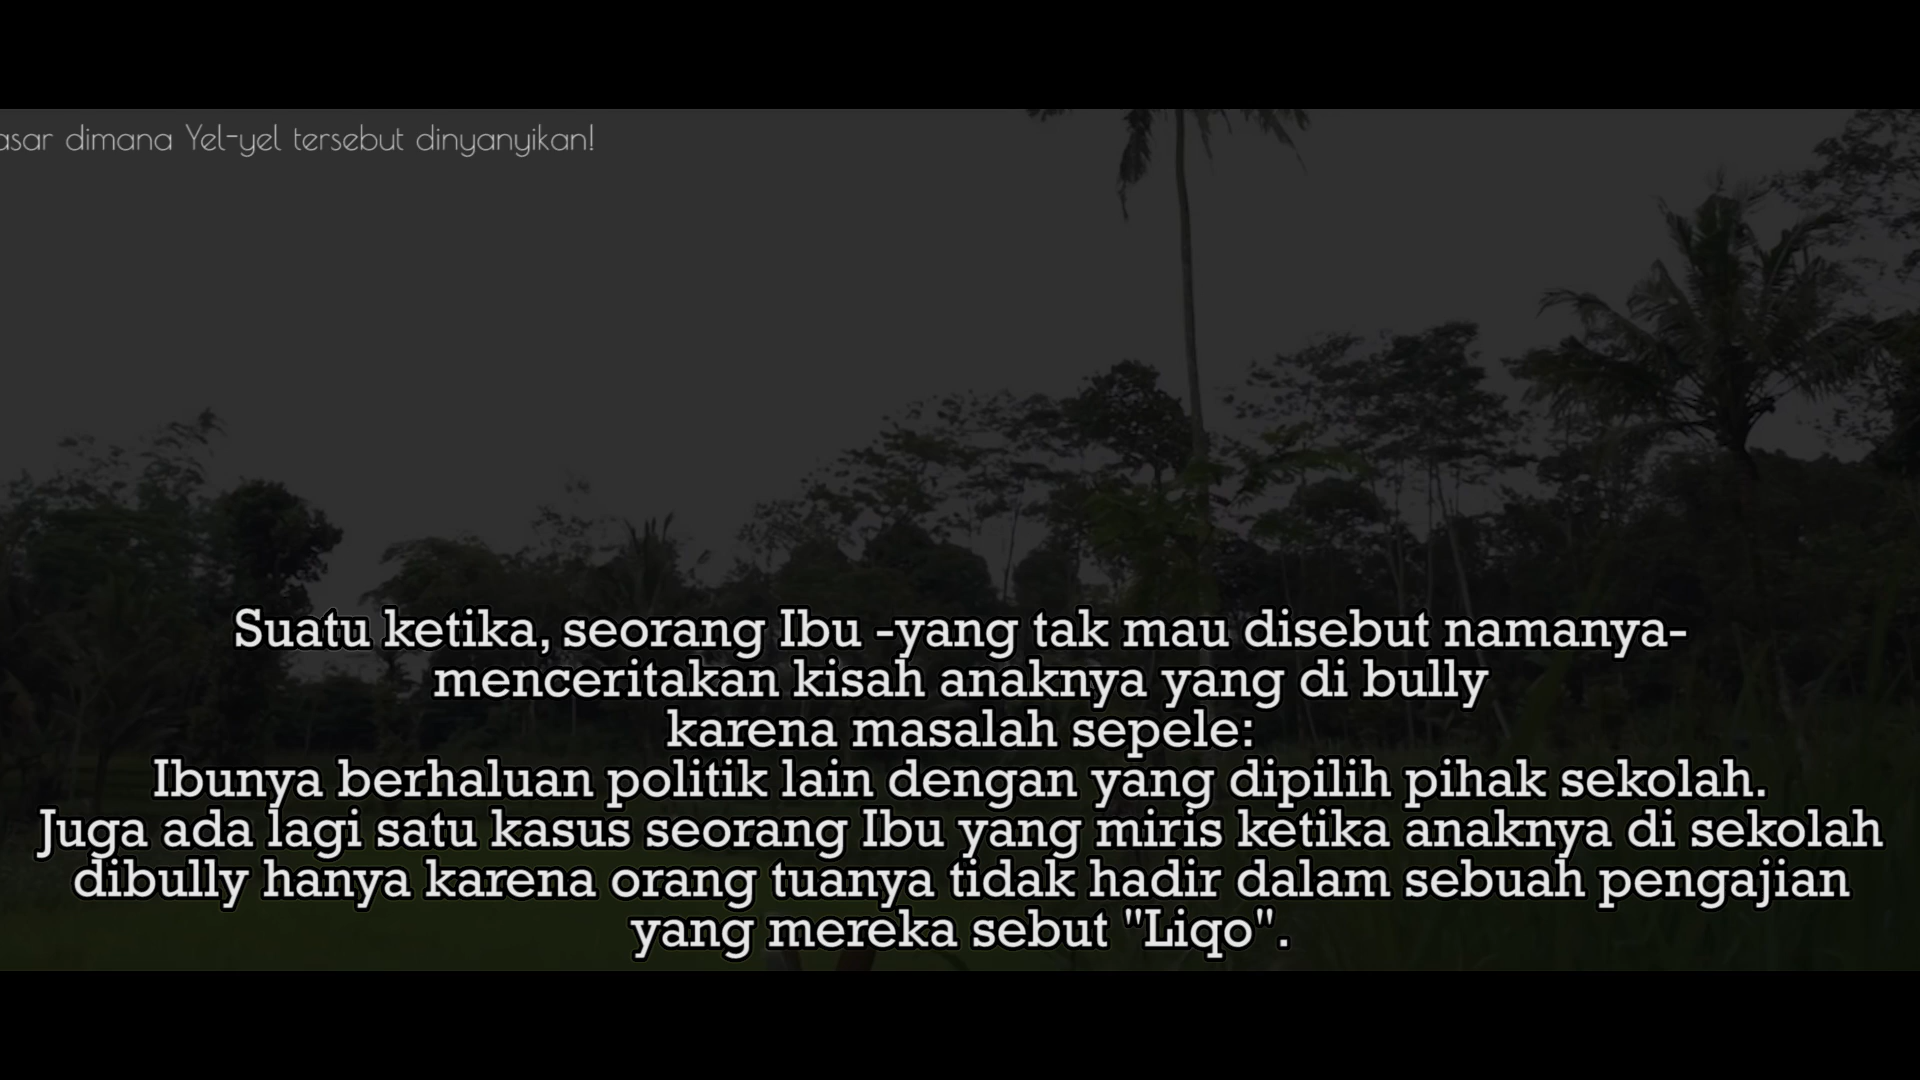 dimana Yel-yel tersebut dinyanyikan!
Suatu ketika, seorang Ibu -yang tak mau disebut namanya-
menceritakan kisah anaknya yang di bully
karena masalah sepele:
Ibunya berhaluan politik lain dengan yang dipilih pihak sekolah.
Juga ada lagi satu kasus seorang Ibu yang miris ketika anaknya di sekolah
dibully hanya karena orang tuanya tidak hadir dalam sebuah pengajian
yang mereka sebut "Liqo".